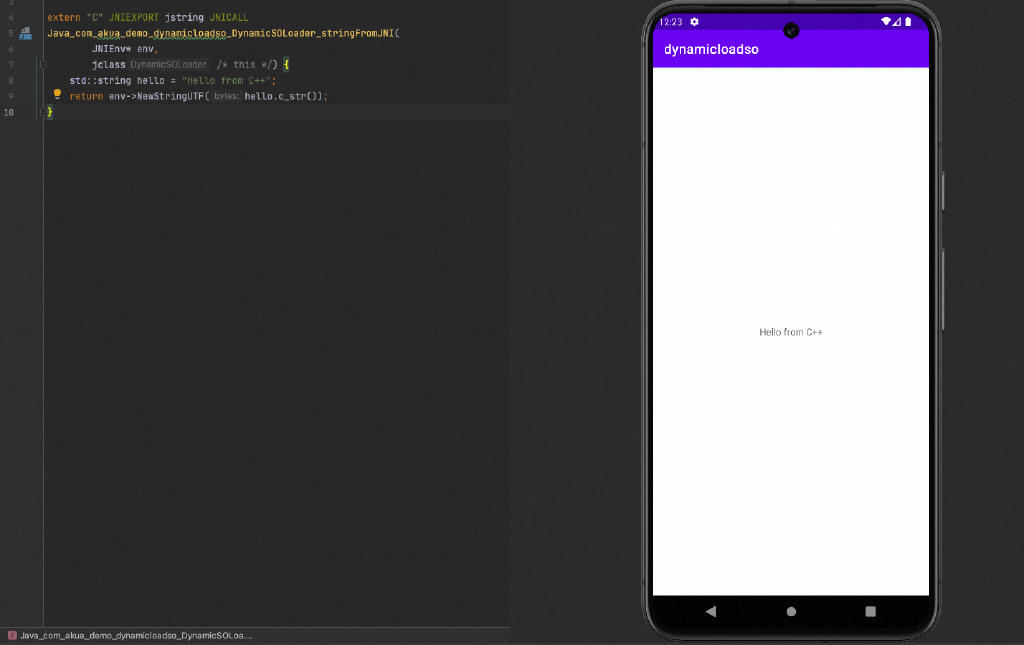 4 extern "C" JNIEXPORT jstring JNICALL
5 Java_com_akua_demo_dynamicloadso_DynamicSOLoader_stringFromJNI(
6 JNIEnv* env,
7 jclass DynamicSOLoader /* this */) {
8 std::string hello = "Hello from C++";
9 return env->NewStringUTF( bytes: hello.c_str());
10 }
Java_com_akua_demo_dynamicloadso_DynamicSOLoa...
12:23
dynamicloadso
Hello from C++